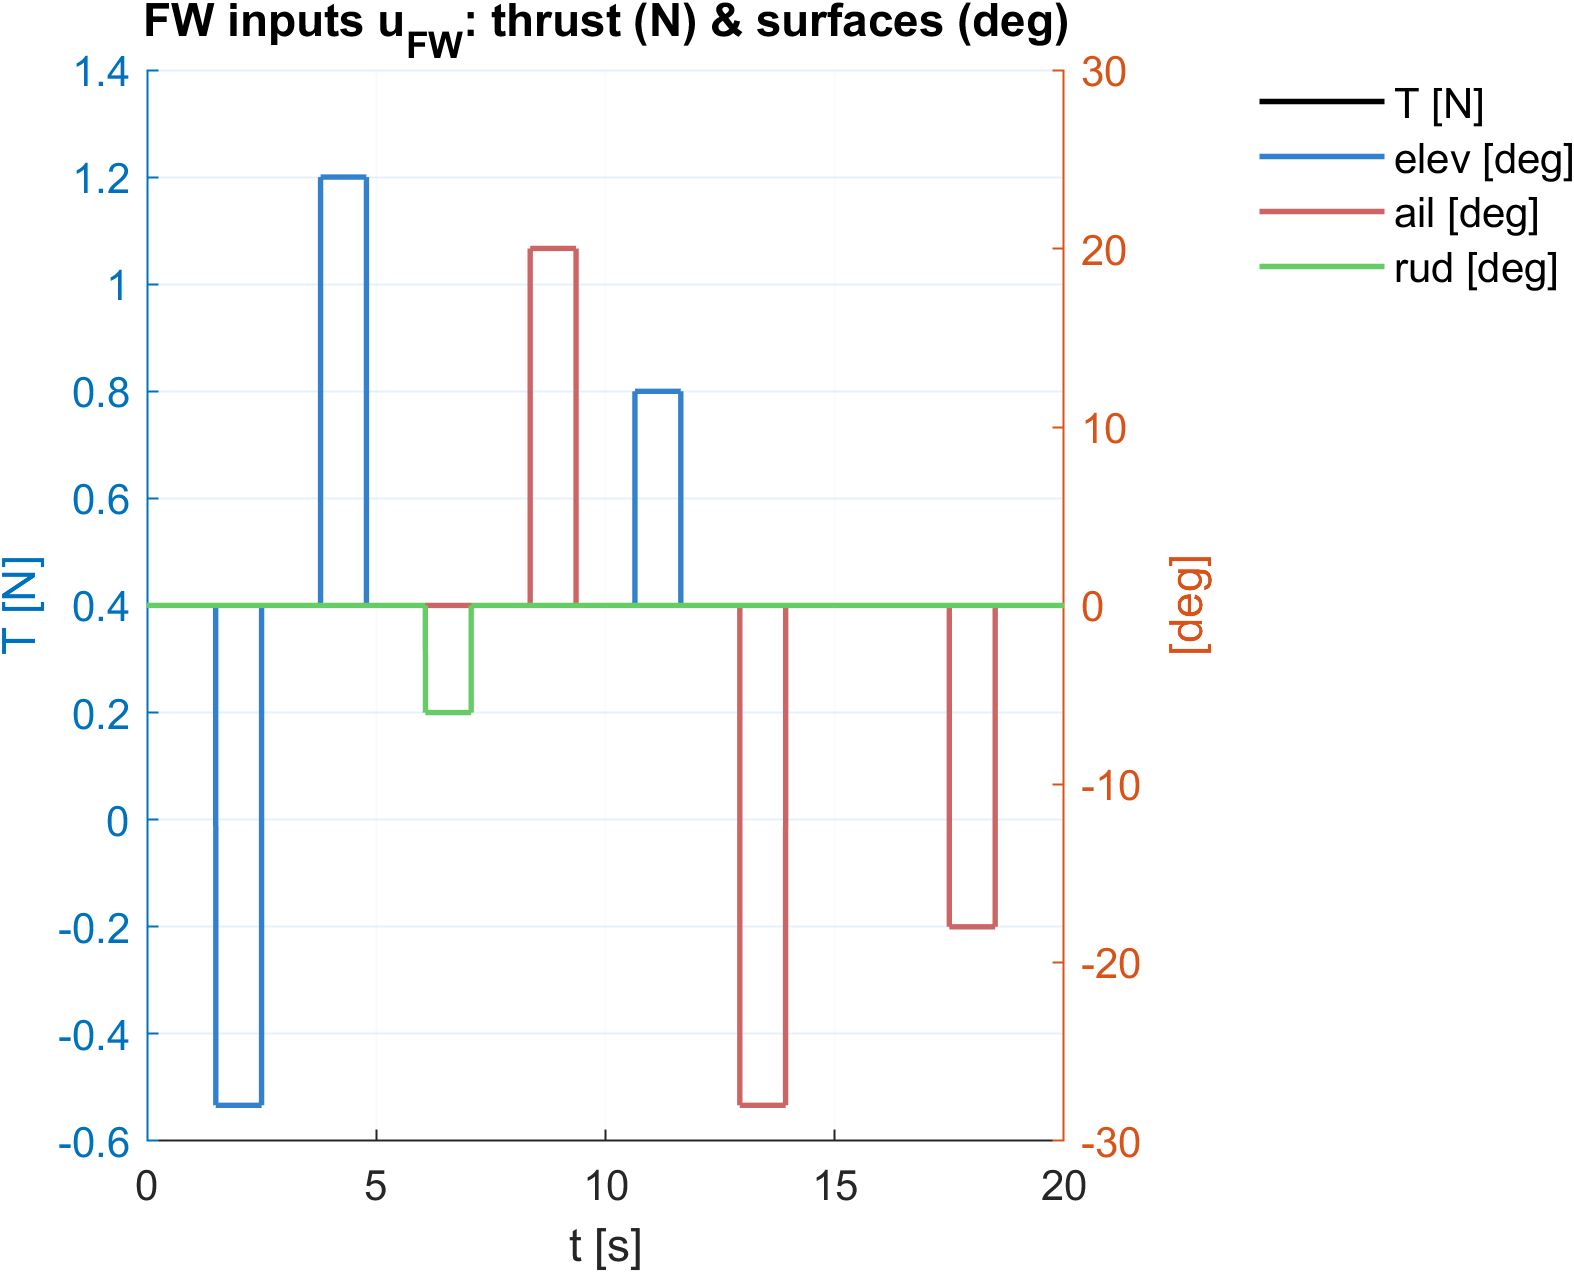 FW inputs u_FW: thrust (N) & surfaces (deg)
1.4
1.2
1
0.8
0.6
0.4
0.2
0
-0.2
-0.4
-0.6
T [N]
30
20
10
0
-10
-20
-30
[deg]
0 5 10 15 20
t [s]
T [N]
elev [deg]
ail [deg]
rud [deg]